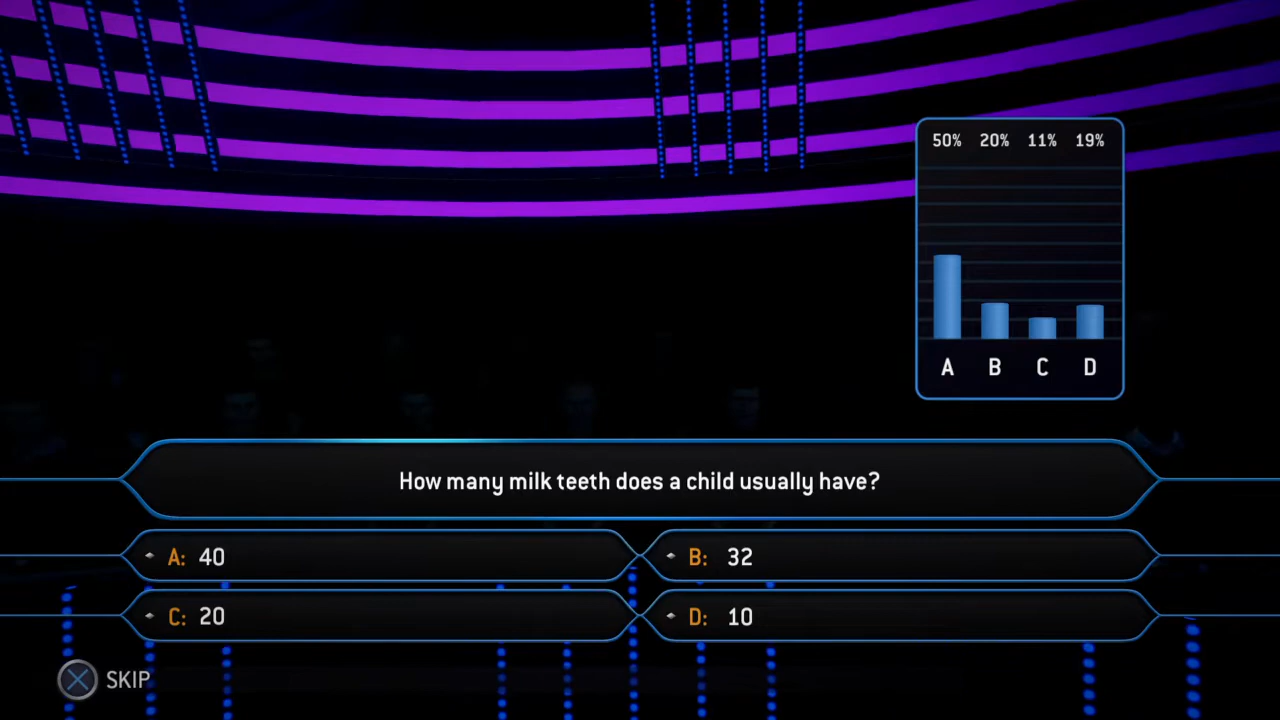 50% 20% 11% 19%
A B C D
How many milk teeth does a child usually have?
A: 40
B: 32
C: 20
D: 10
SKIP